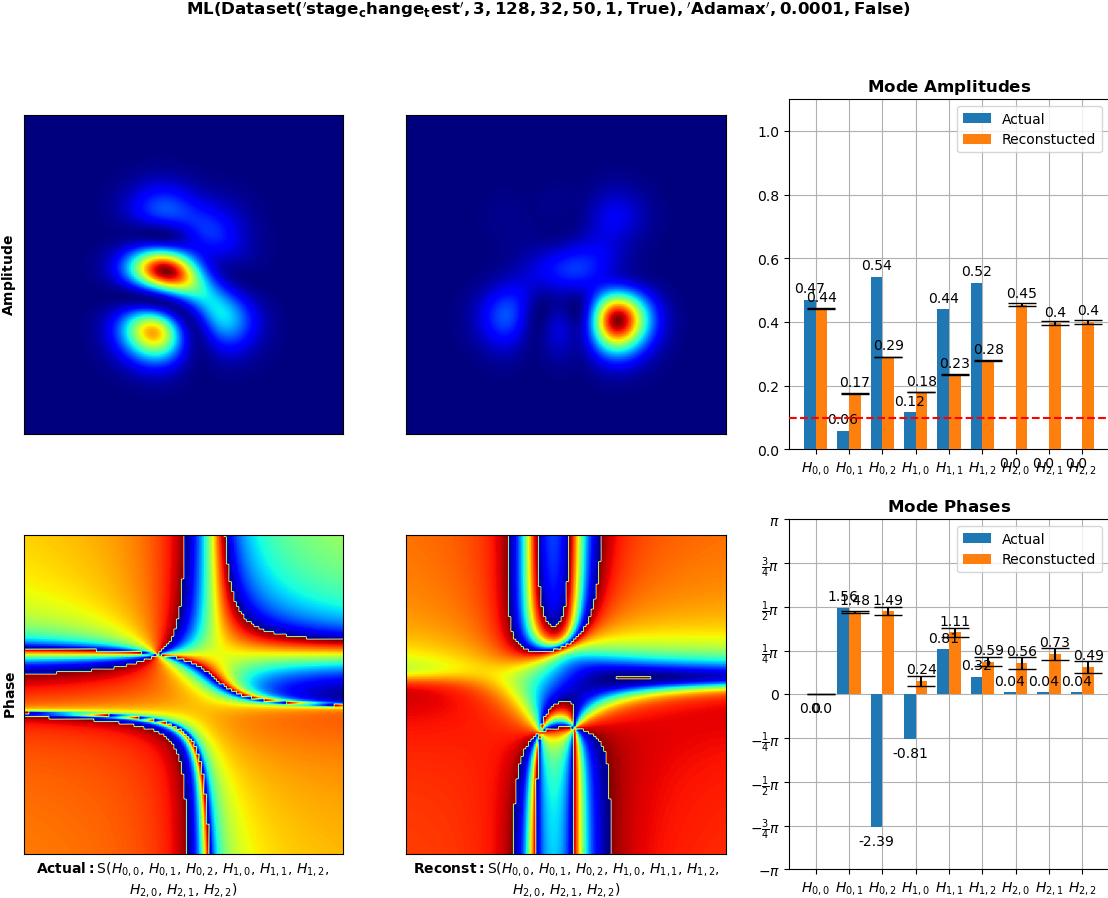 ML(Dataset('stage_change_test', 3, 128, 32, 50, 1, True), 'Adamax', 0.0001, False)
Amplitude
Mode Amplitudes
Actual
Reconstucted
1.0
0.8
0.6
0.4
0.2
0.0
0.47
0.44
0.06
0.17
0.54
0.29
0.12
0.18
0.44
0.23
0.52
0.28
0.0
0.45
0.0
0.4
0.0
0.4
H0,0 H0,1 H0,2 H1,0 H1,1 H1,2 H2,0 H2,1 H2,2
Phase
Actual: S(H0,0, H0,1, H0,2, H1,0, H1,1, H1,2,
H2,0, H2,1, H2,2)
Reconst: S(H0,0, H0,1, H0,2, H1,0, H1,1, H1,2,
H2,0, H2,1, H2,2)
Mode Phases
Actual
Reconstucted
π
3/4π
1/2π
1/4π
0
−1/4π
−1/2π
−3/4π
−π
0.0
0.0
1.56
1.48
-2.39
1.49
-0.81
0.24
0.81
1.11
0.32
0.59
0.04
0.56
0.04
0.73
0.04
0.49
H0,0 H0,1 H0,2 H1,0 H1,1 H1,2 H2,0 H2,1 H2,2